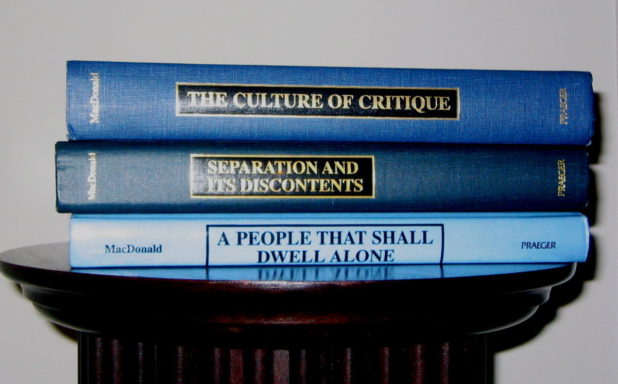 MacDonald
THE CULTURE OF CRITIQUE
PRAEGER
MacDonald
SEPARATION AND
ITS DISCONTENTS
PRAEGER
MacDonald
A PEOPLE THAT SHALL
DWELL ALONE
PRAEGER